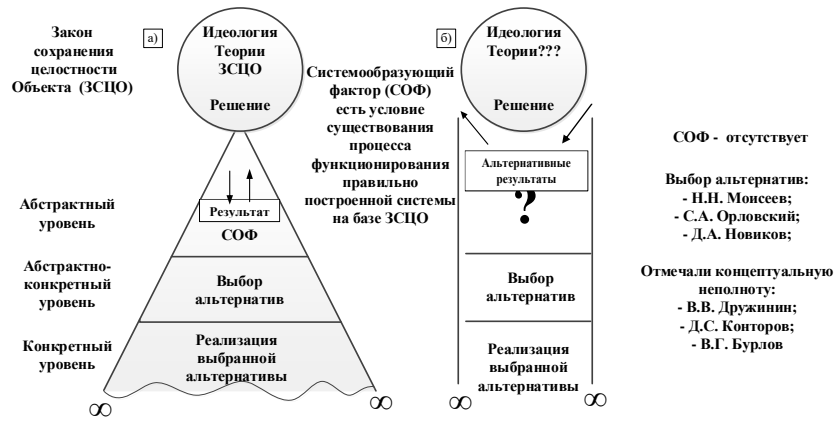 Закон
сохранения
целостности
Объекта (ЗСЦО)
а)
Идеология
Теории
ЗСЦО
Решение
Результат
СОФ
Абстрактный
уровень
Абстрактно-
конкретный
уровень
Выбор
альтернатив
Конкретный
уровень
Реализация
выбранной
альтернативы
∞
∞
Системообразующий
фактор (СОФ)
есть условие
существования
процесса
функционирования
правильно
построенной системы
на базе ЗСЦО
б)
Идеология
Теории???
Решение
Альтернативные
результаты
?
Выбор
альтернатив
Реализация
выбранной
альтернативы
∞
∞
СОФ - отсутствует
Выбор альтернатив:
- Н.Н. Моисеев;
- С.А. Орловский;
- Д.А. Новиков;
Отмечали концептуальную
неполноту:
- В.В. Дружинин;
- Д.С. Конторов;
- В.Г. Бурлов